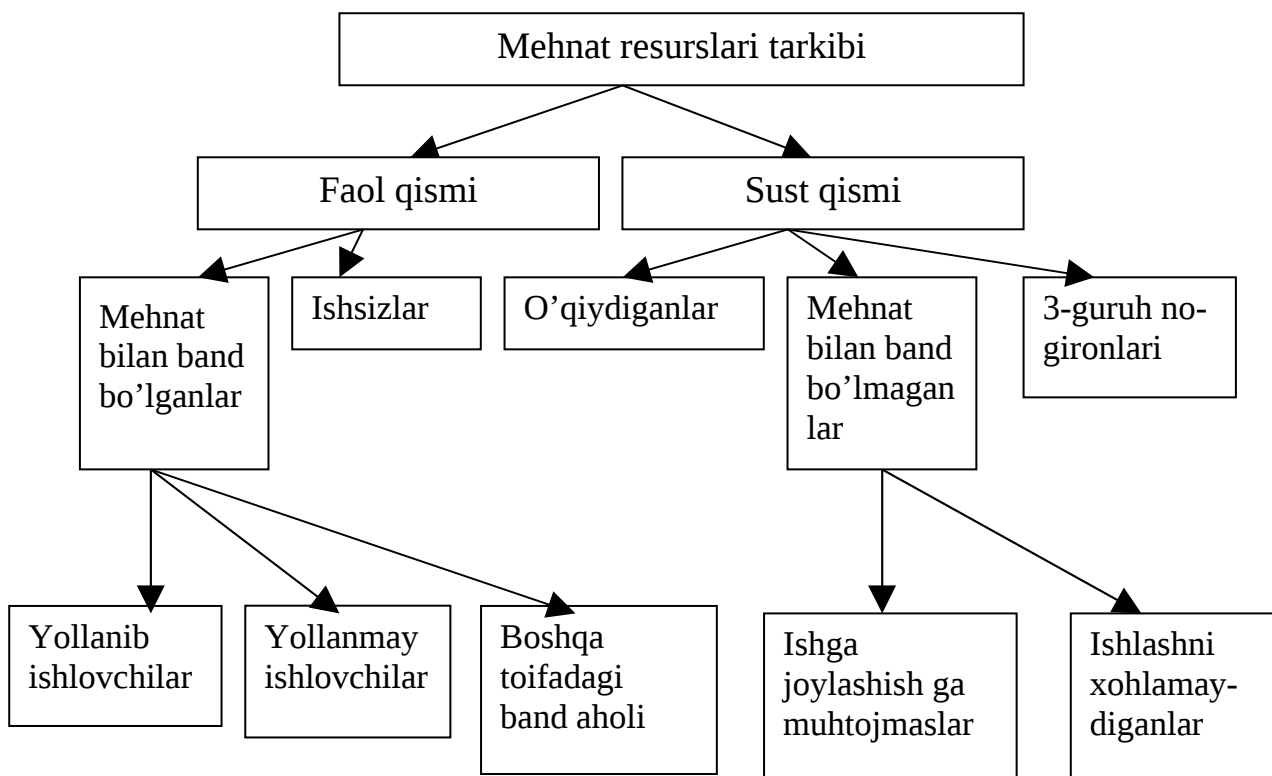 Mehnat resurslari tarkibi
Faol qismi
Sust qismi
Mehnat
bilan band
bo’lganlar
Ishsizlar
O’qiydiganlar
Mehnat
bilan band
bo’lmagan
lar
3-guruh no-
gironlari
Yollanib
ishlovchilar
Yollanmay
ishlovchilar
Boshqa
toifadagi
band aholi
Ishga
joylashish ga
muhtojmaslar
Ishlashni
xohlamay-
diganlar